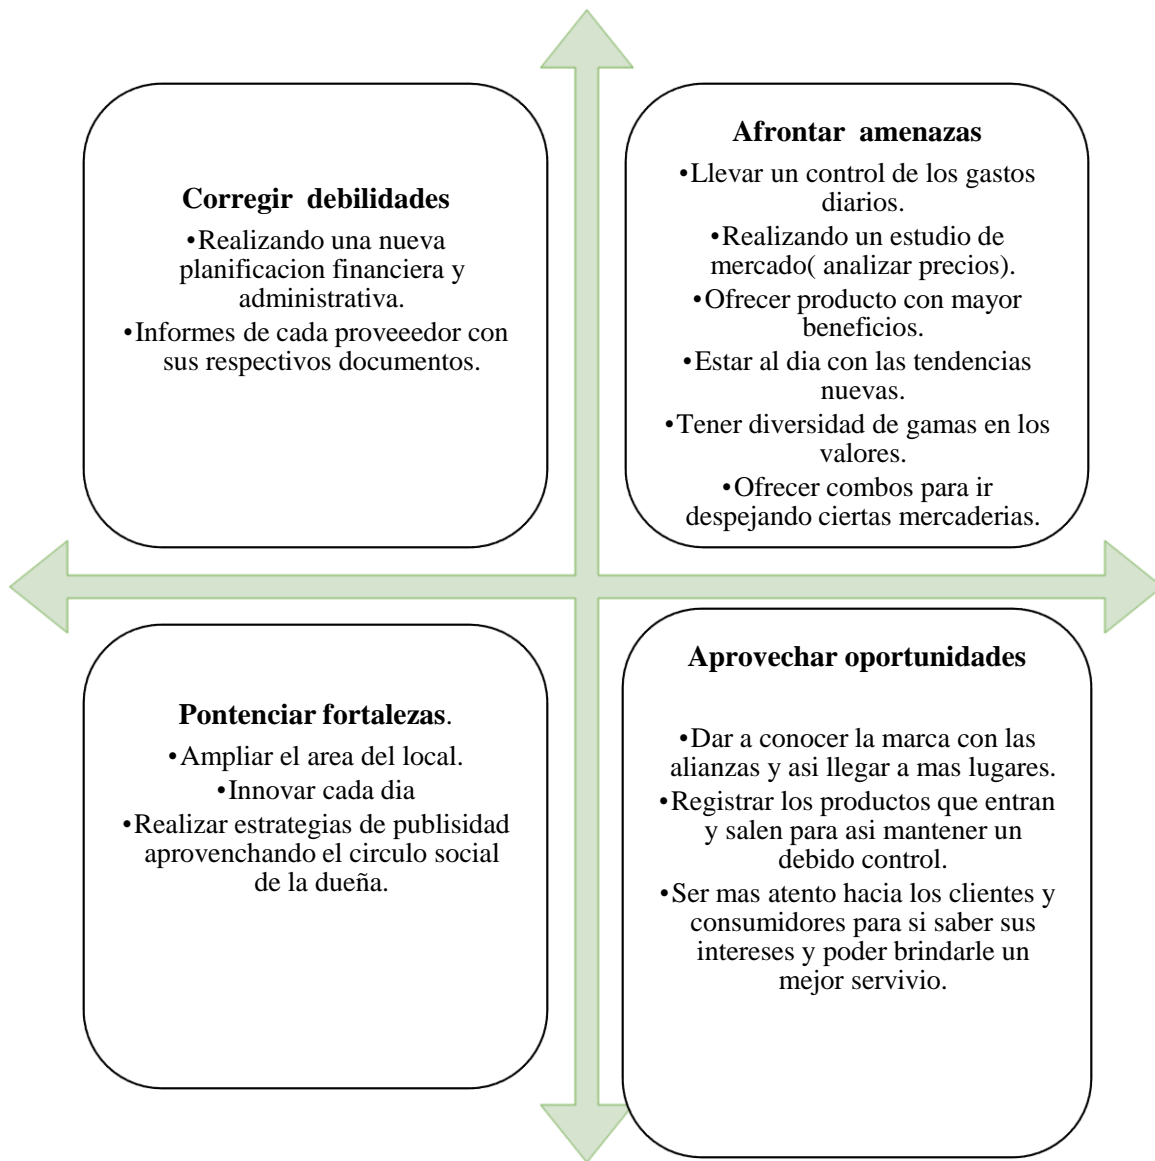 Corregir  debilidades
•Realizando una nueva
planificacion financiera y
administrativa.
•Informes de cada proveeedor con
sus respectivos documentos.
Afrontar  amenazas
•Llevar un control de los gastos
diarios.
•Realizando un estudio de
mercado( analizar precios).
•Ofrecer producto con mayor
beneficios.
•Estar al dia con las tendencias
nuevas.
•Tener diversidad de gamas en los
valores.
•Ofrecer combos para ir
despejando ciertas mercaderias.
Pontenciar fortalezas.
•Ampliar el area del local.
•Innovar cada dia
•Realizar estrategias de publisidad
aprovenchando el circulo social
de la dueña.
Aprovechar oportunidades
•Dar a conocer la marca con las
alianzas y asi llegar a mas lugares.
•Registrar los productos que entran
y salen para asi mantener un
debido control.
•Ser mas atento hacia los clientes y
consumidores para si saber sus
intereses y poder brindarle un
mejor servivio.